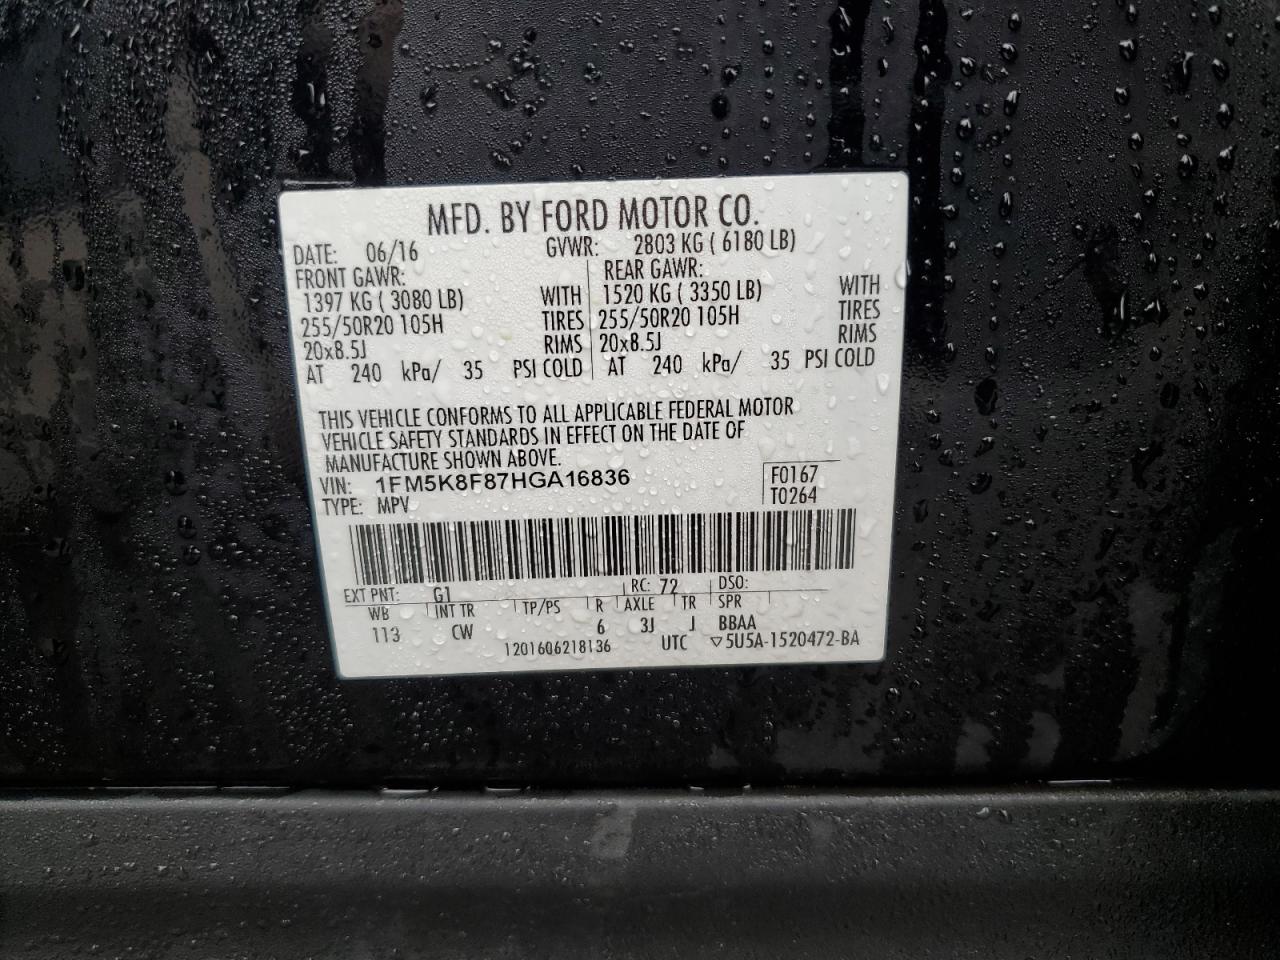 MFD. BY FORD MOTOR CO.
DATE: 06/16 GVWR: 2803 KG ( 6180 LB)
FRONT GAWR: REAR GAWR:
1397 KG ( 3080 LB) WITH 1520 KG ( 3350 LB) WITH
255/50R20 105H TIRES 255/50R20 105H TIRES
20x8.5J RIMS 20x8.5J RIMS
AT 240 kPa/ 35 PSI COLD AT 240 kPa/ 35 PSI COLD
THIS VEHICLE CONFORMS TO ALL APPLICABLE FEDERAL MOTOR
VEHICLE SAFETY STANDARDS IN EFFECT ON THE DATE OF
MANUFACTURE SHOWN ABOVE.
VIN: 1FM5K8F87HGA16836 F0167
TYPE: MPV T0264
EXT PNT: G1 RC: 72 DSO:
WB INT TR TP/PS R AXLE TR SPR
113 CW 6 3J J BBAA
1201606218136 UTC ▽5U5A-1520472-BA